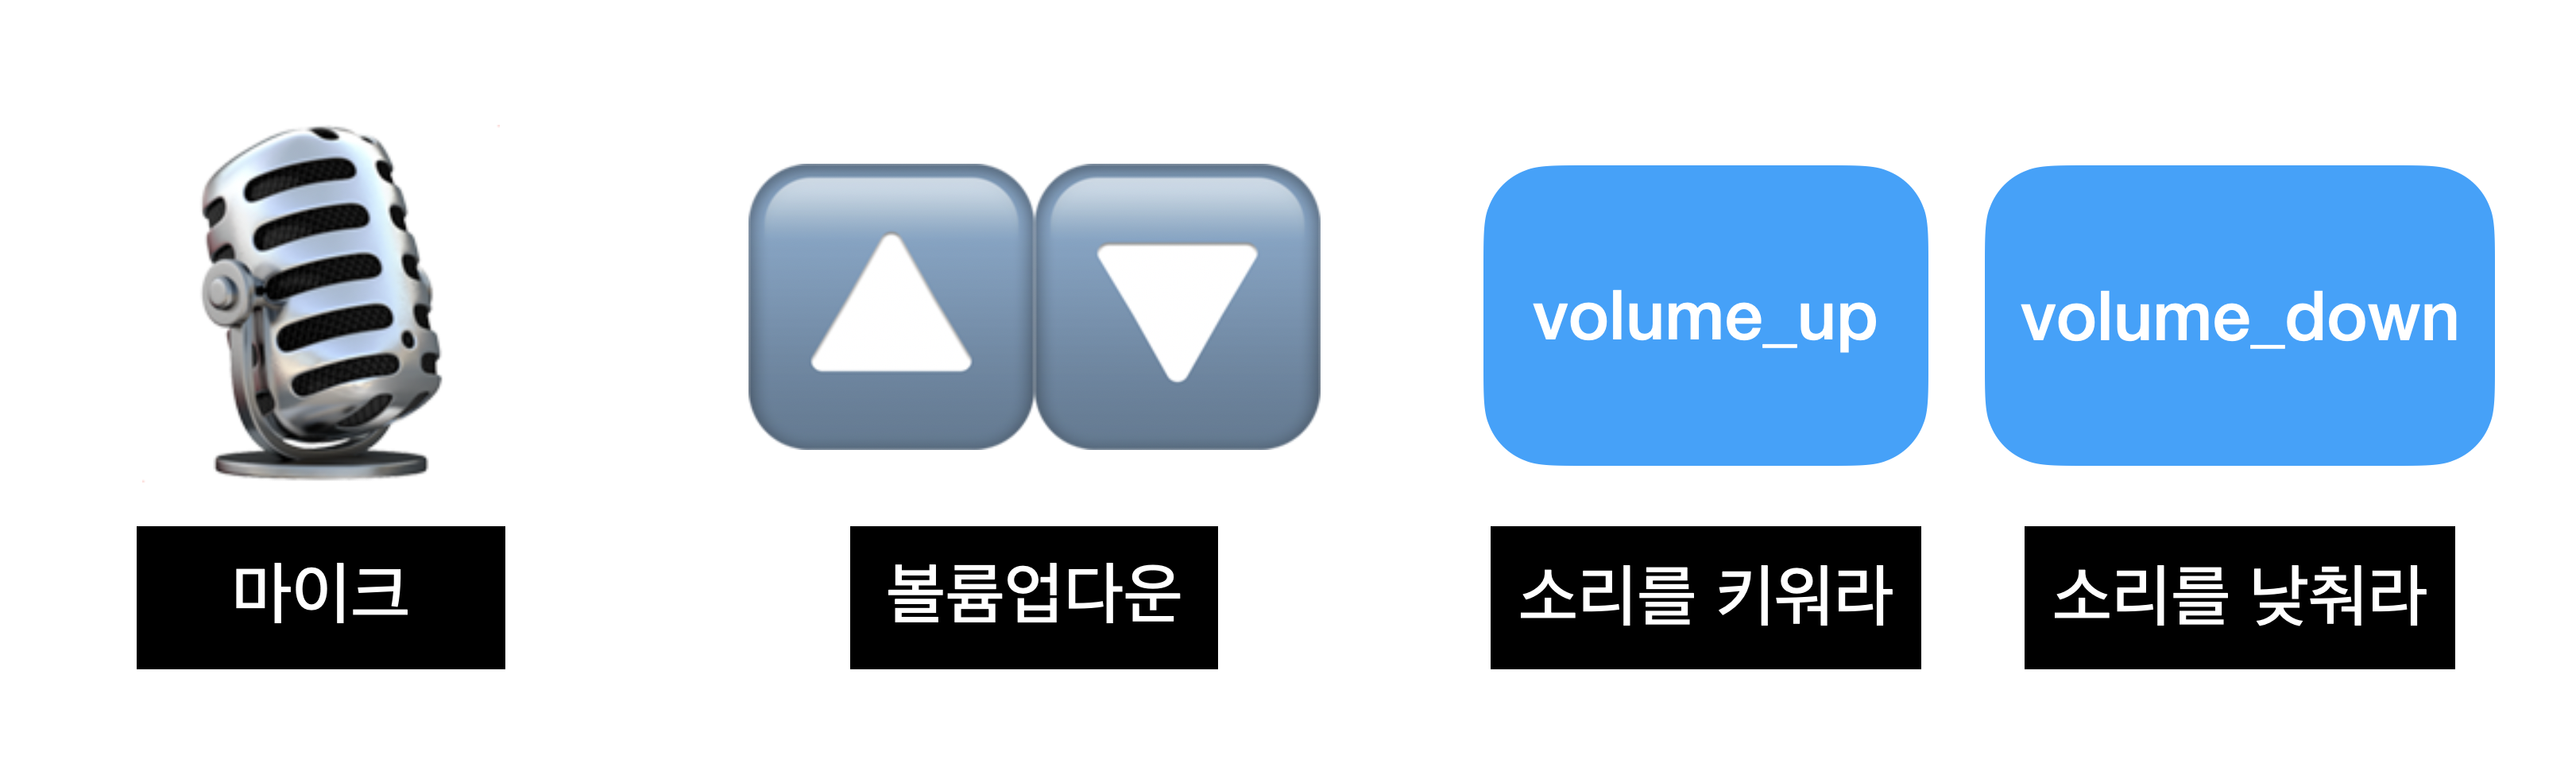 volume_up
volume_down
마이크
볼륨업다운
소리를 키워라
소리를 낮춰라